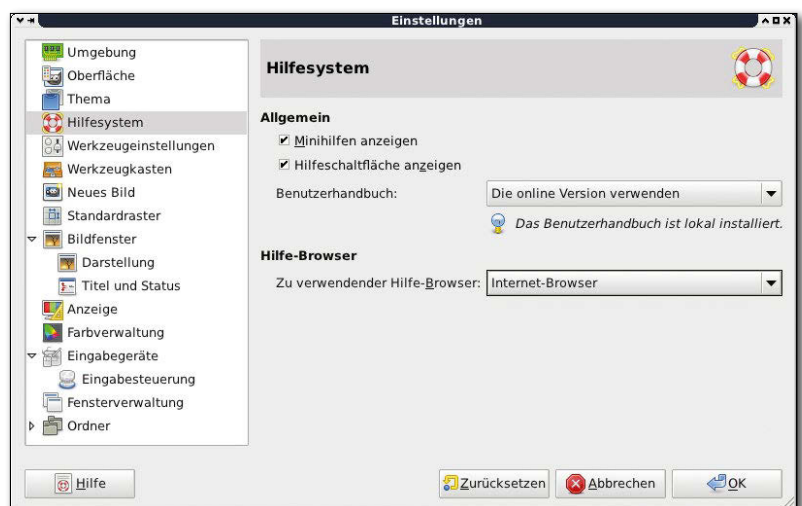 Einstellungen
Umgebung
Oberfläche
Thema
Hilfesystem
Werkzeugeinstellungen
Werkzeugkasten
Neues Bild
Standardraster
Bildfenster
Darstellung
Titel und Status
Anzeige
Farbverwaltung
Eingabegeräte
Eingabesteuerung
Fensterverwaltung
Ordner
Hilfesystem
Allgemein
Minihilfen anzeigen
Hilfeschaltfläche anzeigen
Benutzerhandbuch: Die online Version verwenden
Das Benutzerhandbuch ist lokal installiert.
Hilfe-Browser
Zu verwendender Hilfe-Browser: Internet-Browser
Hilfe Zurücksetzen Abbrechen OK